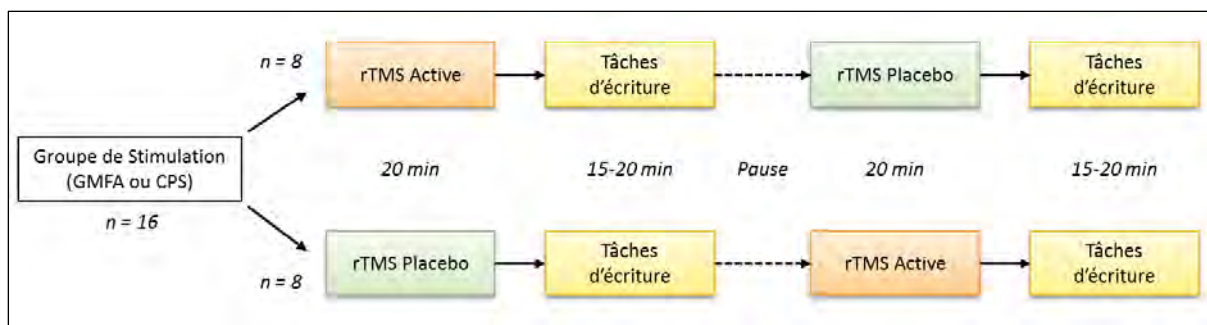 n = 8
rTMS Active
Tâches
d'écriture
rTMS Placebo
Tâches
d'écriture
Groupe de Stimulation
(GMFA ou CPS)
n = 16
20 min
15-20 min
Pause
20 min
15-20 min
n = 8
rTMS Placebo
Tâches
d'écriture
rTMS Active
Tâches
d'écriture